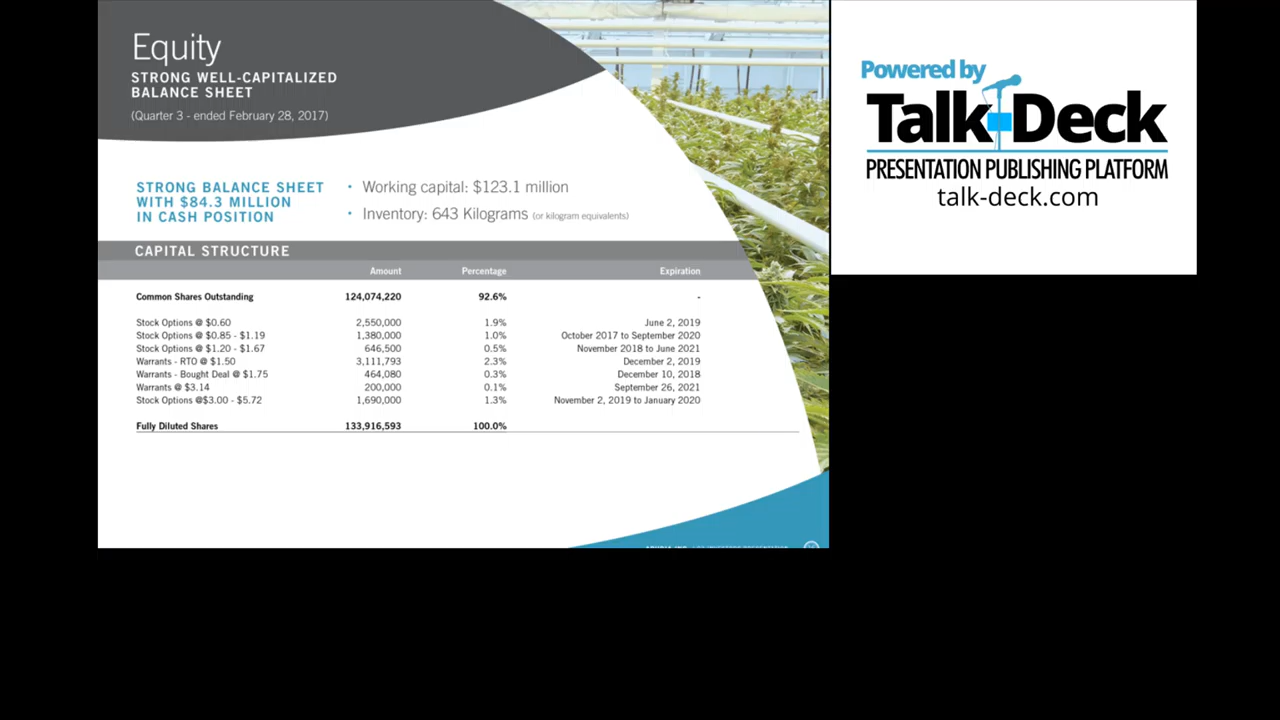 Equity
STRONG WELL-CAPITALIZED
BALANCE SHEET
(Quarter 3 - ended February 28, 2017)
STRONG BALANCE SHEET
WITH $84.3 MILLION
IN CASH POSITION
• Working capital: $123.1 million
• Inventory: 643 Kilograms (or kilogram equivalents)
CAPITAL STRUCTURE
Amount Percentage Expiration
Common Shares Outstanding 124,074,220 92.6% -
Stock Options @ $0.60 2,550,000 1.9% June 2, 2019
Stock Options @ $0.85 - $1.19 1,380,000 1.0% October 2017 to September 2020
Stock Options @ $1.20 - $1.67 646,500 0.5% November 2018 to June 2021
Warrants - RTO @ $1.50 3,111,793 2.3% December 2, 2019
Warrants - Bought Deal @ $1.75 464,080 0.3% December 10, 2018
Warrants @ $3.14 200,000 0.1% September 26, 2021
Stock Options @$3.00 - $5.72 1,690,000 1.3% November 2, 2019 to January 2020
Fully Diluted Shares 133,916,593 100.0%
Powered by
Talk Deck
PRESENTATION PUBLISHING PLATFORM
talk-deck.com